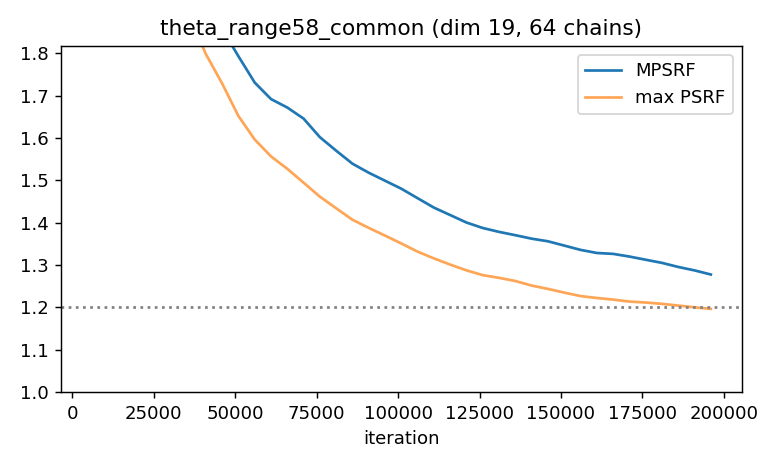 theta_range58_common (dim 19, 64 chains)
MPSRF
max PSRF
1.8
1.7
1.6
1.5
1.4
1.3
1.2
1.1
1.0
0 25000 50000 75000 100000 125000 150000 175000 200000
iteration